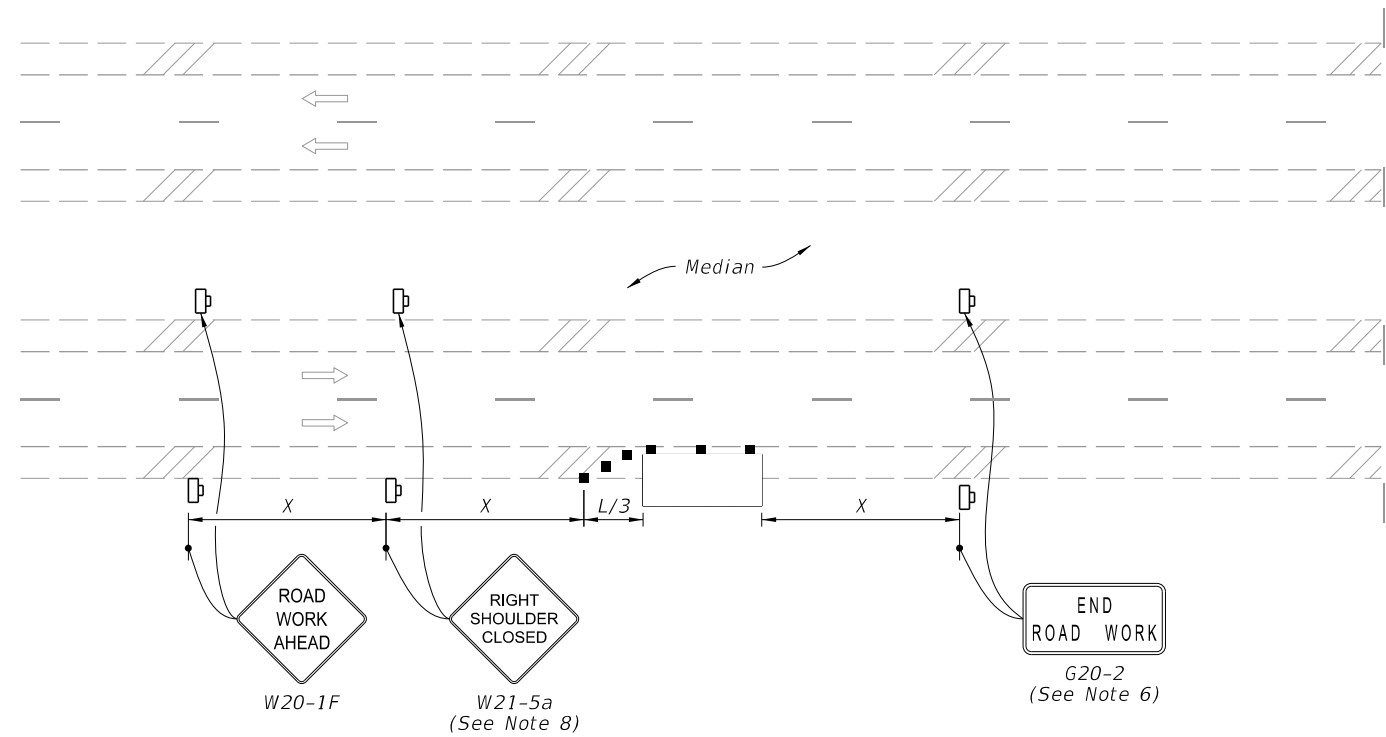 Median
X
X
L/3
X
ROAD
WORK
AHEAD
W20-1F
RIGHT
SHOULDER
CLOSED
W21-5a
(See Note 8)
END
ROAD WORK
G20-2
(See Note 6)